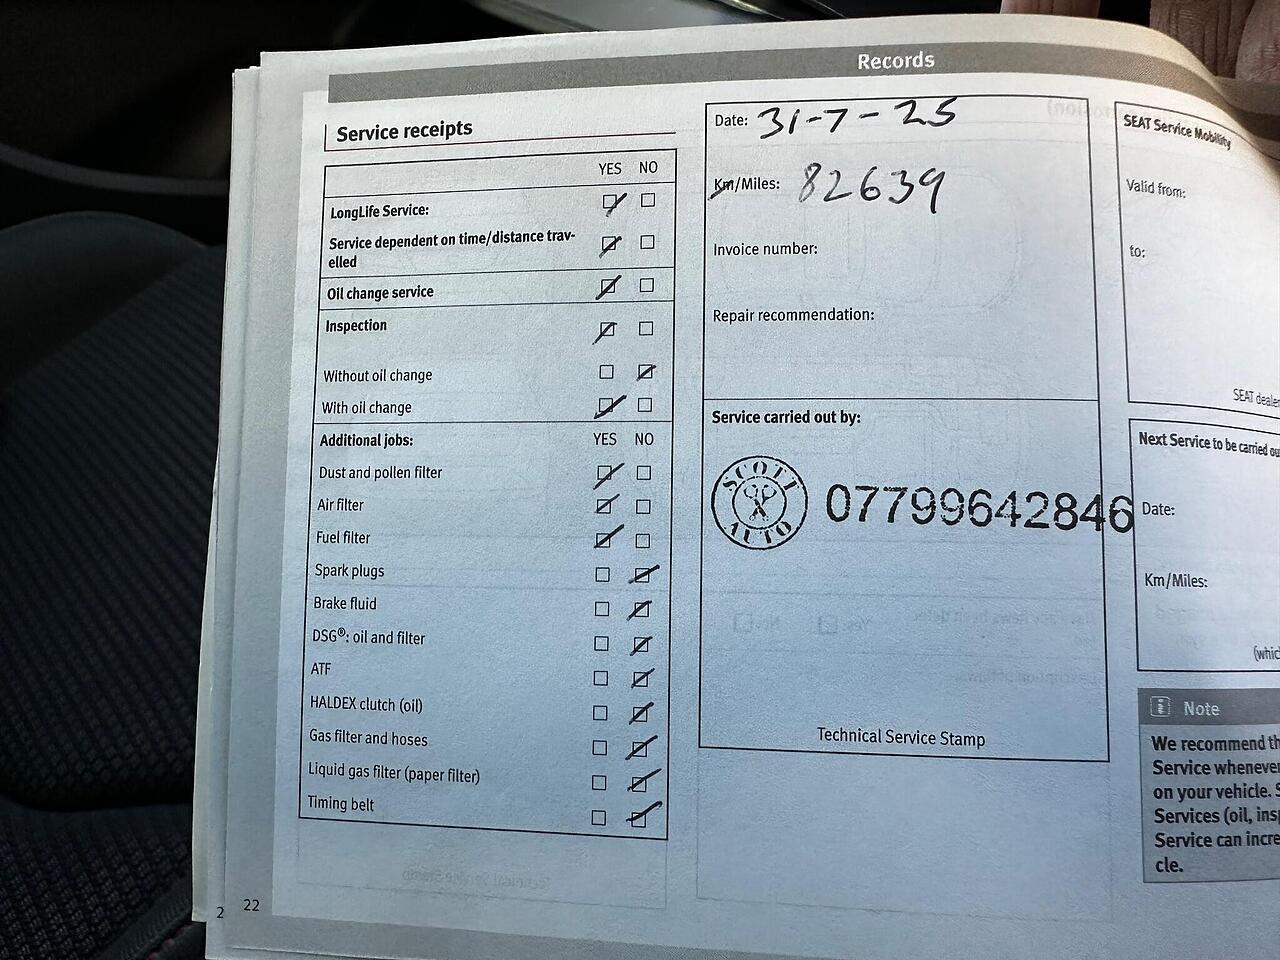 Records
Service receipts
YES NO
LongLife Service:
Service dependent on time/distance trav-
elled
Oil change service
Inspection
Without oil change
With oil change
Additional jobs: YES NO
Dust and pollen filter
Air filter
Fuel filter
Spark plugs
Brake fluid
DSG®: oil and filter
ATF
HALDEX clutch (oil)
Gas filter and hoses
Liquid gas filter (paper filter)
Timing belt
2 22
Date: 31-7-25
Km/Miles: 82639
Invoice number:
Repair recommendation:
Service carried out by:
SCOTT
AUTO
07799642846
Technical Service Stamp
SEAT Service Mobility
Valid from:
to:
SEAT dealer
Next Service to be carried ou
Date:
Km/Miles:
(whic
i Note
We recommend th
Service whenever
on your vehicle. S
Services (oil, insp
Service can incre
cle.